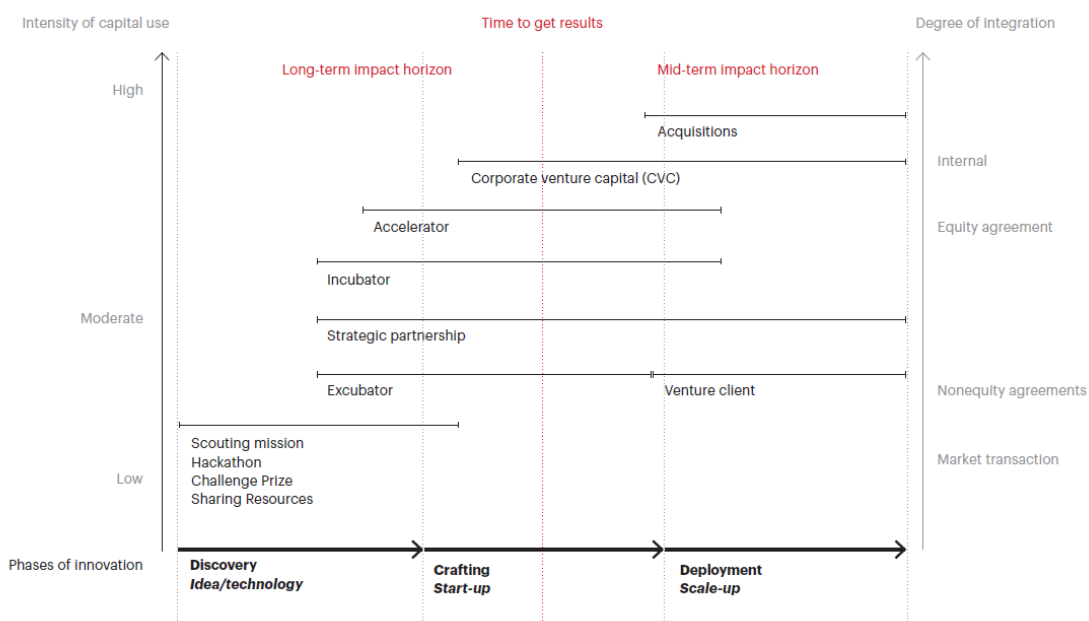 Intensity of capital use
Time to get results
Degree of integration
Long-term impact horizon
Mid-term impact horizon
High
Acquisitions
Internal
Corporate venture capital (CVC)
Accelerator
Equity agreement
Incubator
Moderate
Strategic partnership
Excubator
Venture client
Nonequity agreements
Scouting mission
Hackathon
Challenge Prize
Sharing Resources
Market transaction
Low
Phases of innovation
Discovery
Idea/technology
Crafting
Start-up
Deployment
Scale-up